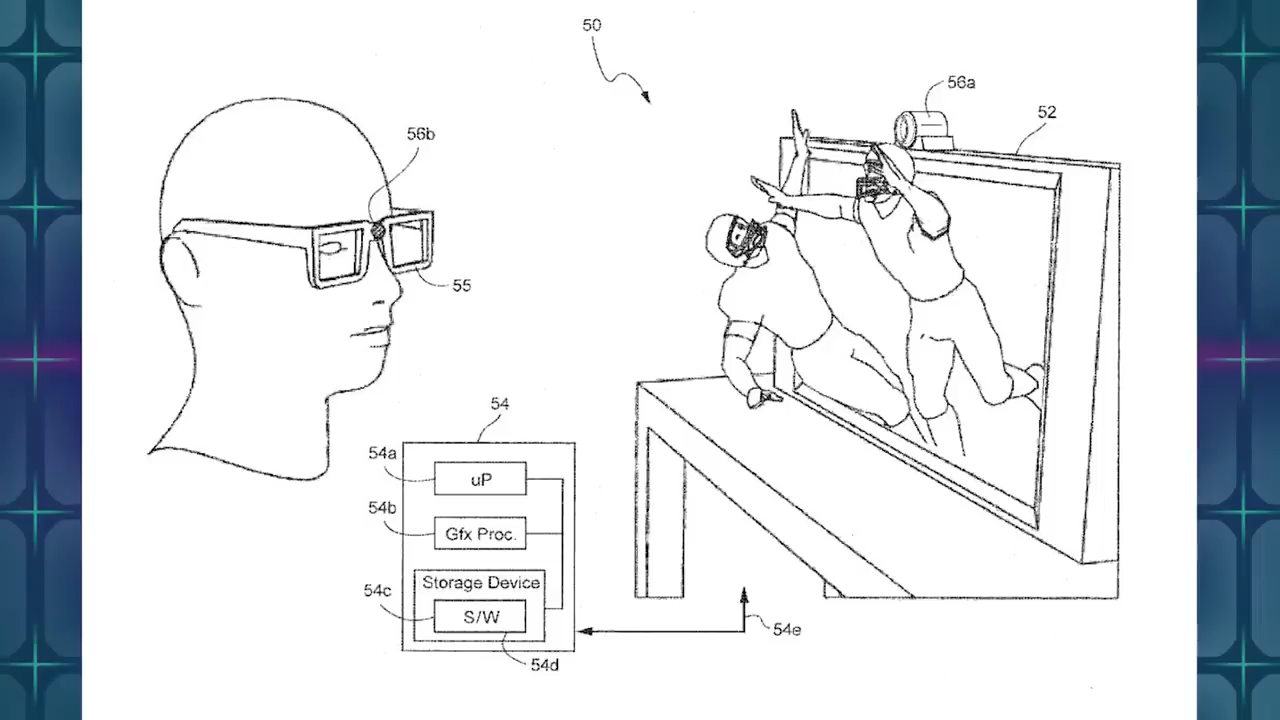 50
56a
52
56b
55
54
54a
uP
54b
Gfx Proc.
Storage Device
54c
S/W
54e
54d